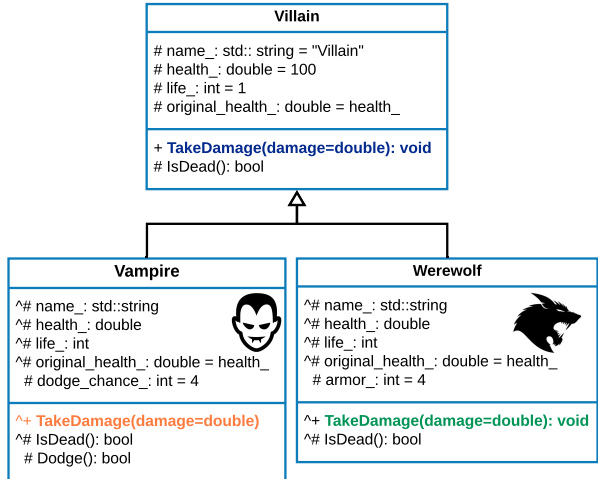 Villain
# name_: std:: string = "Villain"
# health_: double = 100
# life_: int = 1
# original_health_: double = health_
+ TakeDamage(damage=double): void
# IsDead(): bool
Vampire
^# name_: std::string
^# health_: double
^# life_: int
^# original_health_: double = health_
# dodge_chance_: int = 4
^+ TakeDamage(damage=double)
^# IsDead(): bool
# Dodge(): bool
Werewolf
^# name_: std::string
^# health_: double
^# life_: int
^# original_health_: double = health_
# armor_: int = 4
^+ TakeDamage(damage=double): void
^# IsDead(): bool